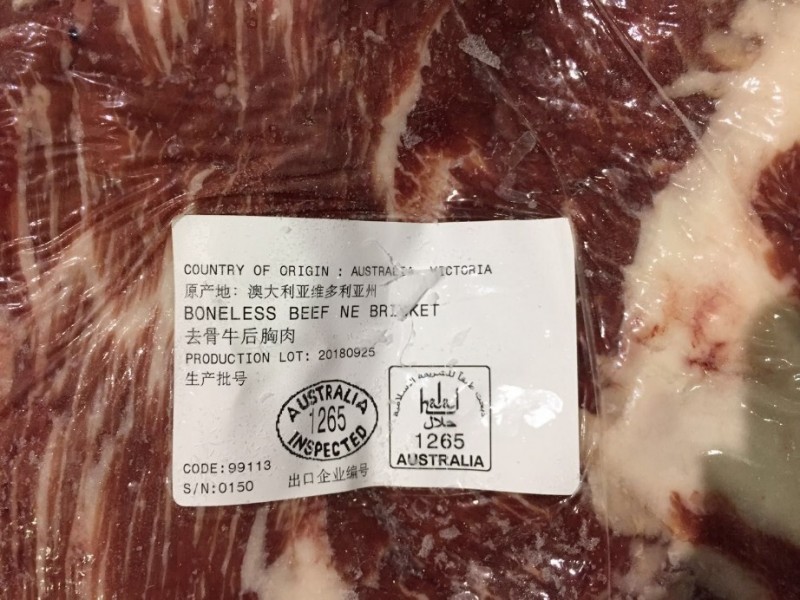 COUNTRY OF ORIGIN : AUSTRALIA VICTORIA
原产地: 澳大利亚维多利亚州
BONELESS BEEF NE BRISKET
去骨牛后胸肉
PRODUCTION LOT: 20180925
生产批号
AUSTRALIA
1265
INSPECTED
halal
حلال
1265
AUSTRALIA
CODE:99113
S/N:0150
出口企业编号